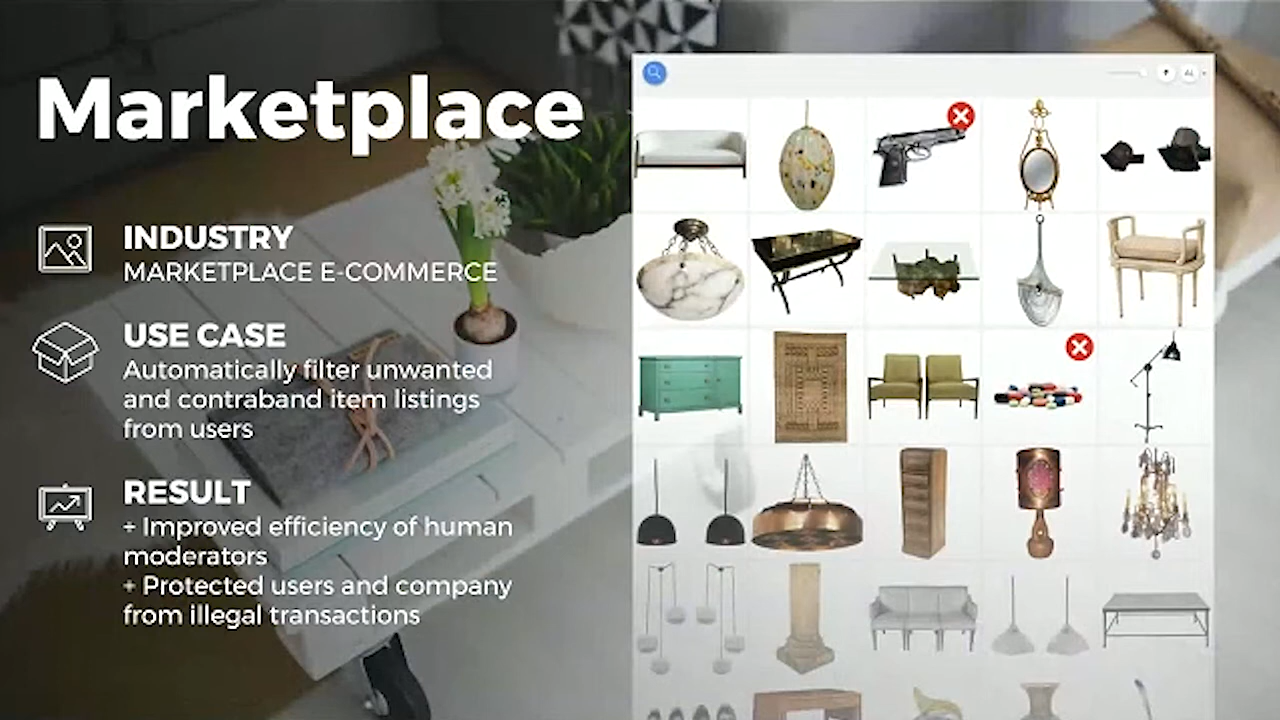 Marketplace
INDUSTRY
MARKETPLACE E-COMMERCE
USE CASE
Automatically filter unwanted
and contraband item listings
from users
RESULT
+ Improved efficiency of human
moderators
+ Protected users and company
from illegal transactions